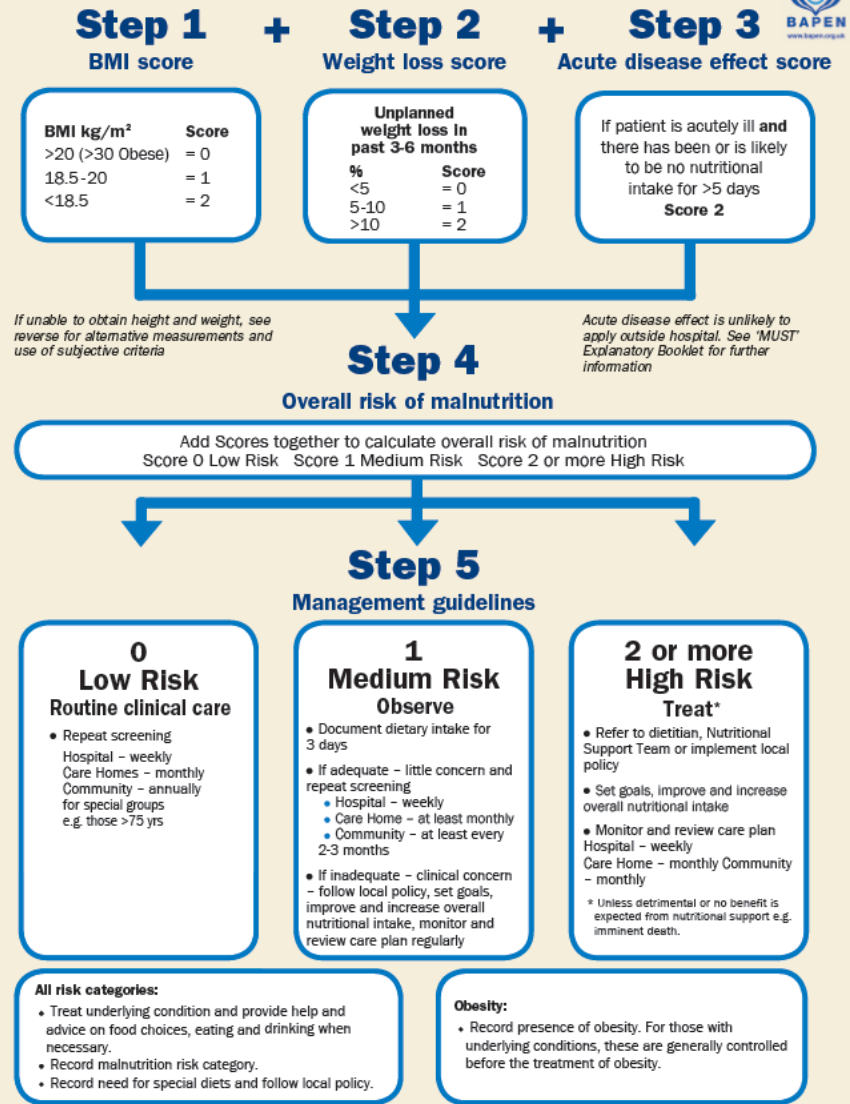 Step 1 + Step 2 + Step 3
BAPEN
www.bapen.org.uk
BMI score
Weight loss score
Acute disease effect score
BMI kg/m² Score
>20 (>30 Obese) = 0
18.5-20 = 1
<18.5 = 2
Unplanned
weight loss in
past 3-6 months
% Score
<5 = 0
5-10 = 1
>10 = 2
If patient is acutely ill and
there has been or is likely
to be no nutritional
intake for >5 days
Score 2
If unable to obtain height and weight, see
reverse for alternative measurements and
use of subjective criteria
Acute disease effect is unlikely to
apply outside hospital. See 'MUST'
Explanatory Booklet for further
information
Step 4
Overall risk of malnutrition
Add Scores together to calculate overall risk of malnutrition
Score 0 Low Risk Score 1 Medium Risk Score 2 or more High Risk
Step 5
Management guidelines
0
Low Risk
Routine clinical care
• Repeat screening
Hospital – weekly
Care Homes – monthly
Community – annually
for special groups
e.g. those >75 yrs
1
Medium Risk
Observe
• Document dietary intake for
3 days
• If adequate – little concern and
repeat screening
• Hospital – weekly
• Care Home – at least monthly
• Community – at least every
2-3 months
• If inadequate – clinical concern
– follow local policy, set goals,
improve and increase overall
nutritional intake, monitor and
review care plan regularly
2 or more
High Risk
Treat*
• Refer to dietitian, Nutritional
Support Team or implement local
policy
• Set goals, improve and increase
overall nutritional intake
• Monitor and review care plan
Hospital – weekly
Care Home – monthly Community
– monthly
* Unless detrimental or no benefit is
expected from nutritional support e.g.
imminent death.
All risk categories:
• Treat underlying condition and provide help and
advice on food choices, eating and drinking when
necessary.
• Record malnutrition risk category.
• Record need for special diets and follow local policy.
Obesity:
• Record presence of obesity. For those with
underlying conditions, these are generally controlled
before the treatment of obesity.